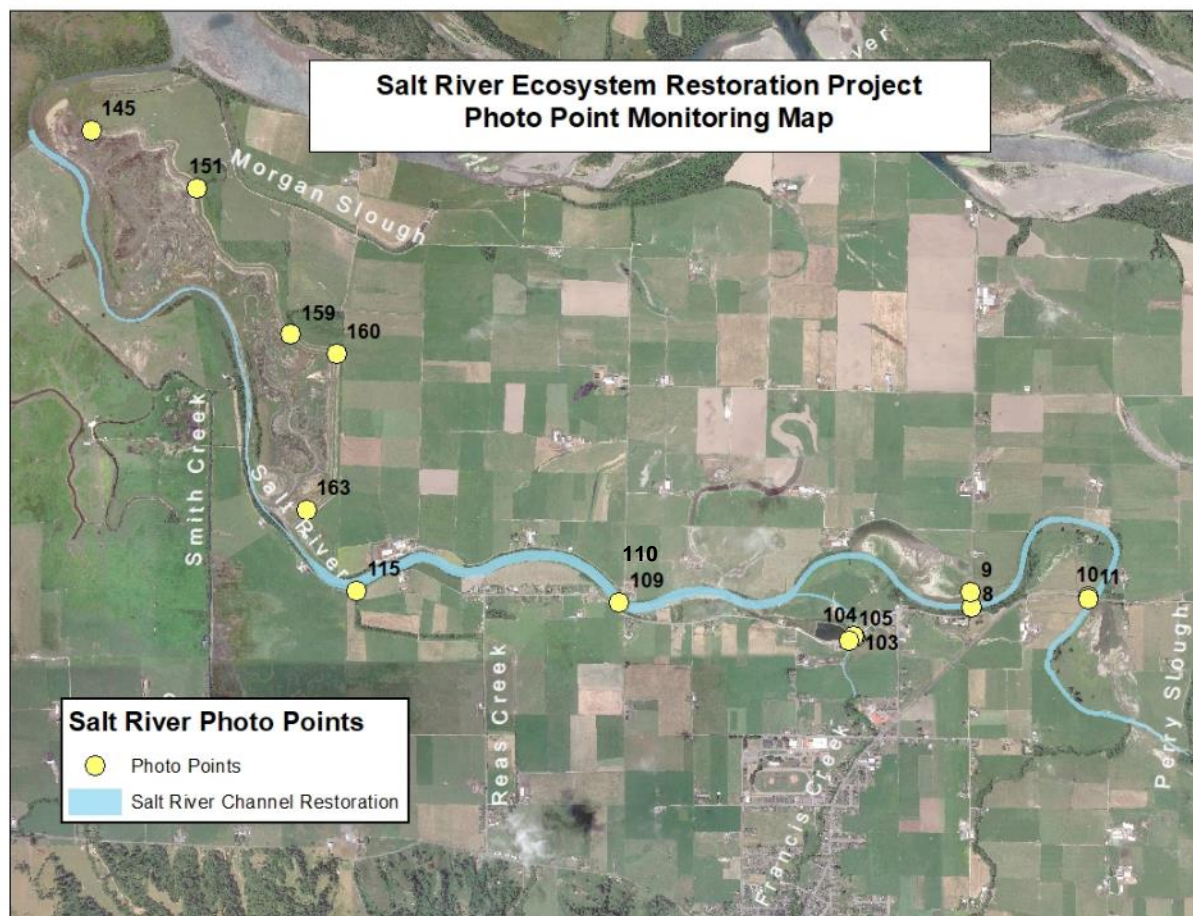 Salt River Ecosystem Restoration Project
Photo Point Monitoring Map
River
145
151
Morgan Slough
159
160
Smith Creek
163
Salt River
115
110
109
9
8
10
11
104
105
103
Reas Creek
Francis Creek
Perry Slough
Salt River Photo Points
Photo Points
Salt River Channel Restoration